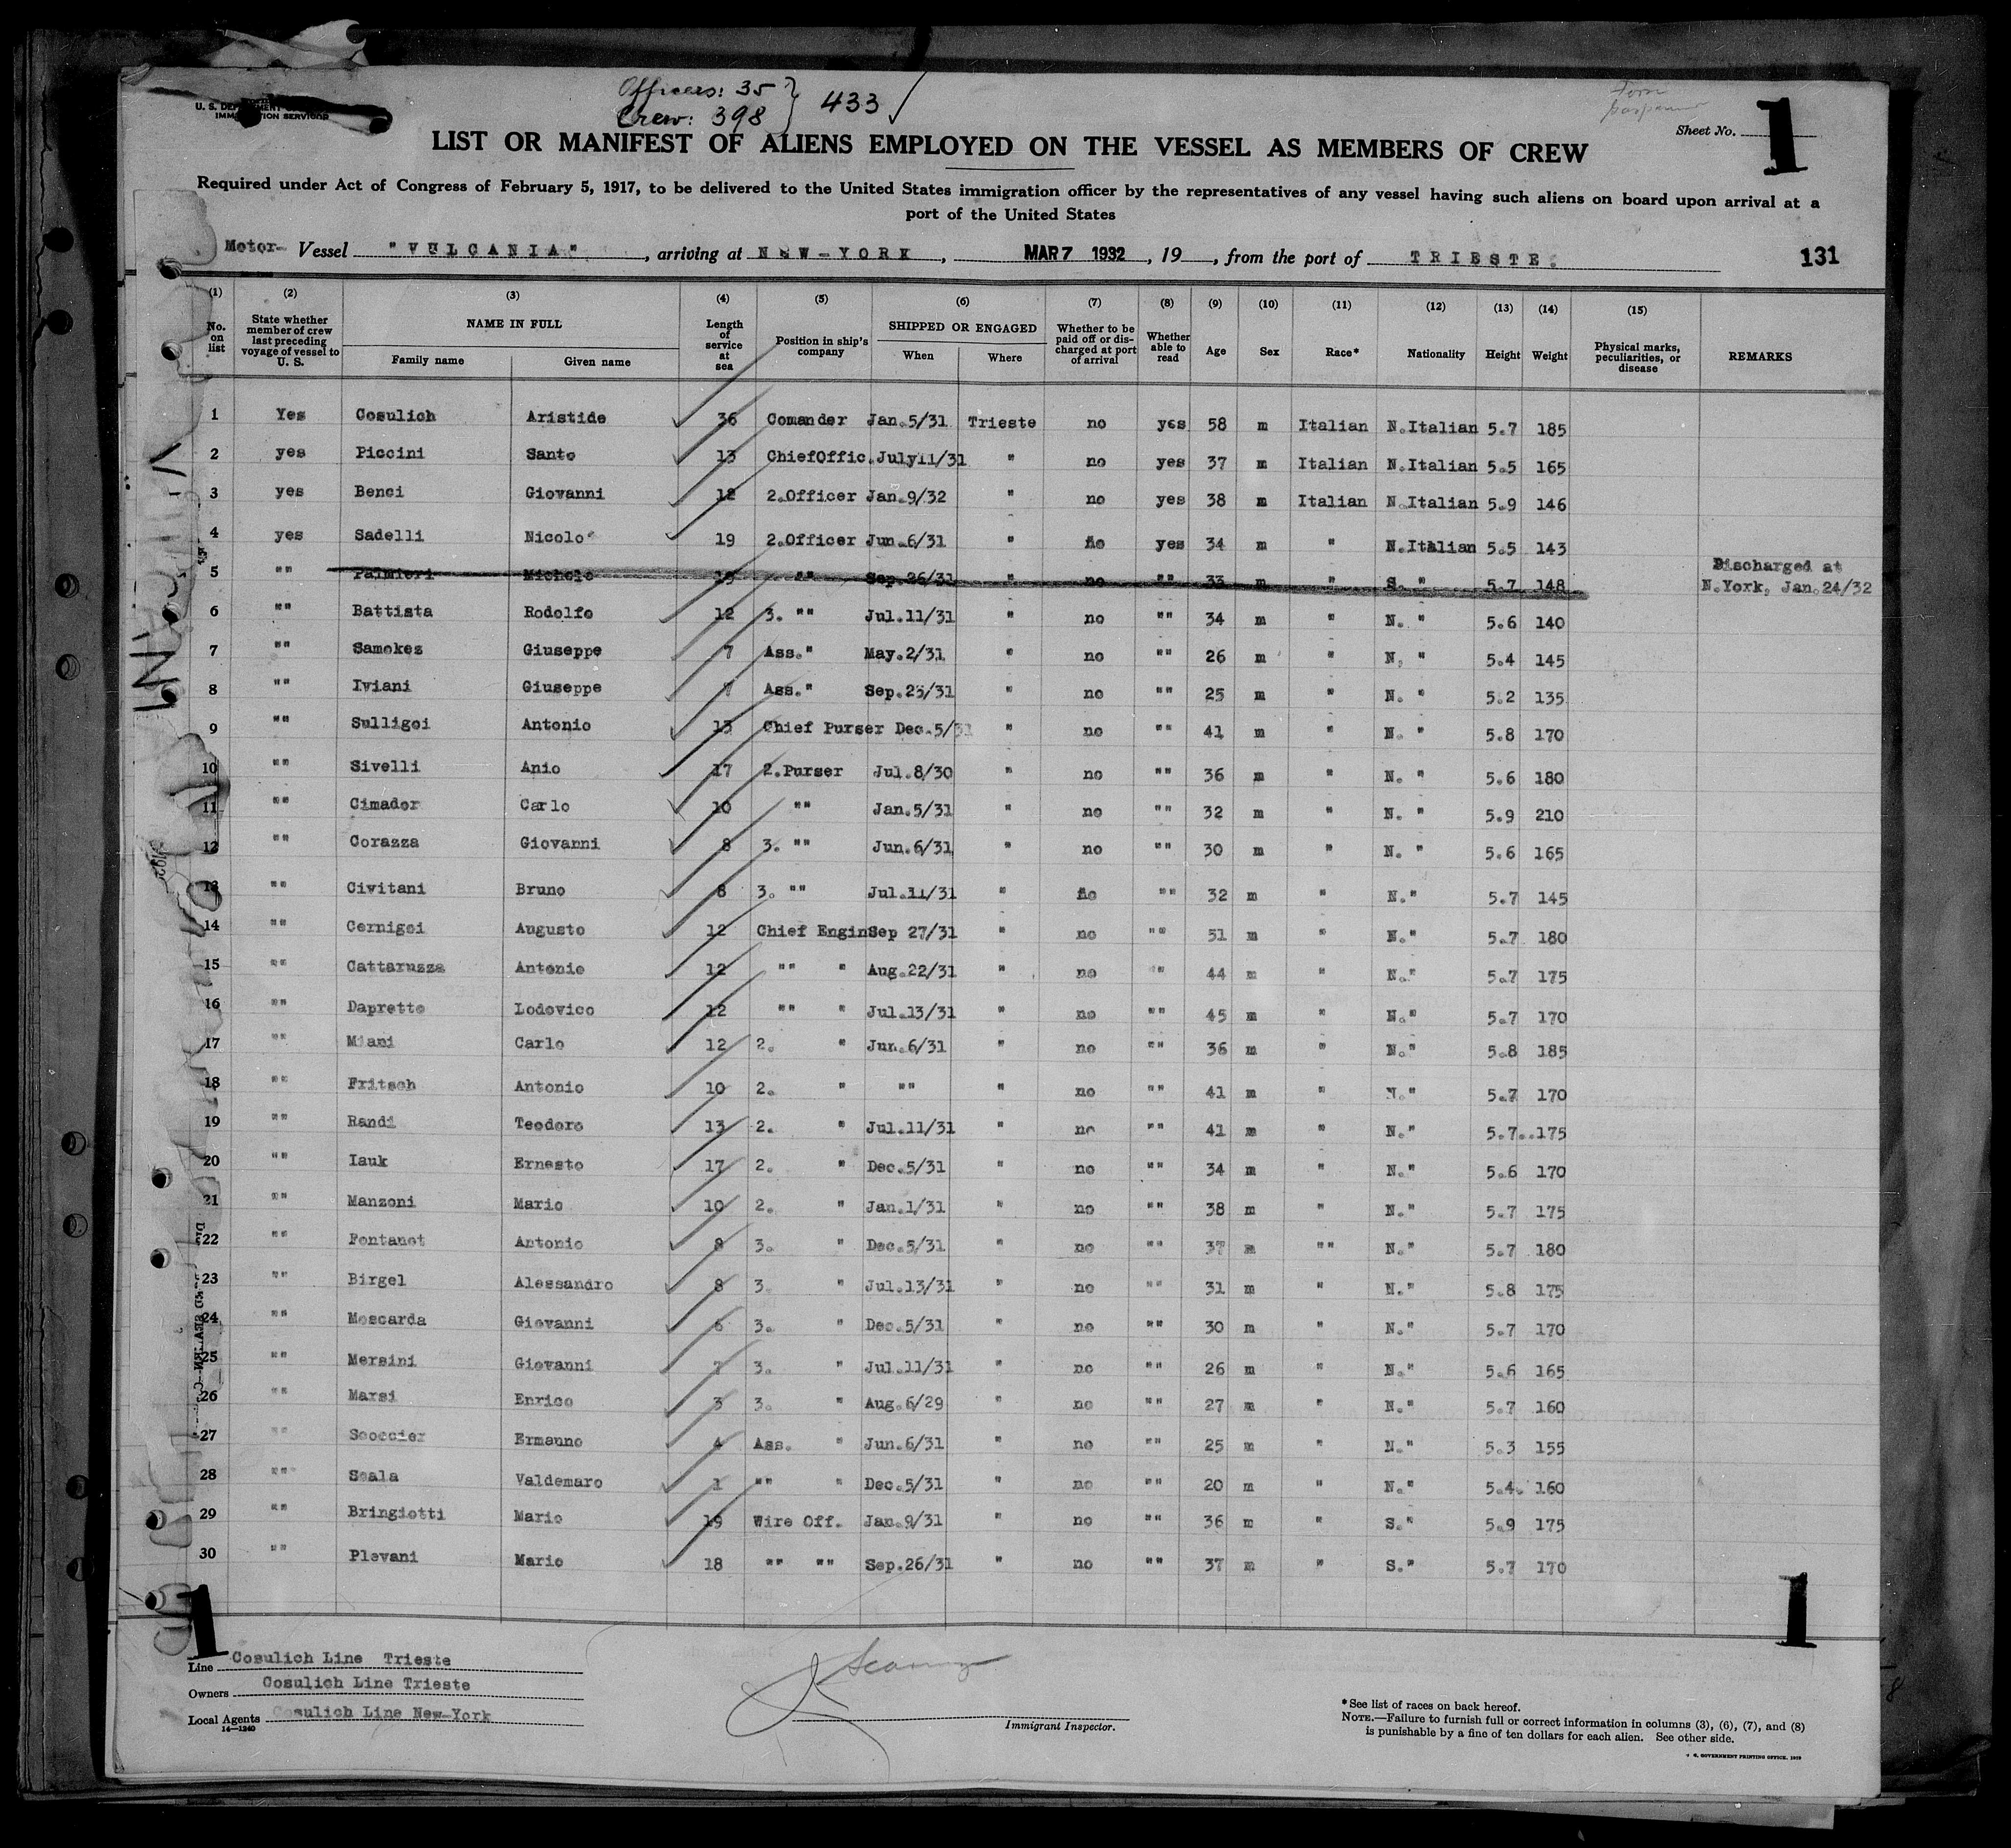 Officers: 35
Crew: 398 } 433
U. S. DEPARTMENT
IMMIGRATION SERVICE
Sheet No. 1
LIST OR MANIFEST OF ALIENS EMPLOYED ON THE VESSEL AS MEMBERS OF CREW
Required under Act of Congress of February 5, 1917, to be delivered to the United States immigration officer by the representatives of any vessel having such aliens on board upon arrival at a
port of the United States
Motor- Vessel "VULCANIA", arriving at NEW-YORK, MAR 7 1932, 19 , from the port of TRIESTE. 131
(1) (2) (3) (4) (5) (6) (7) (8) (9) (10) (11) (12) (13) (14) (15)
No. on list
State whether member of crew last preceding voyage of vessel to U. S.
NAME IN FULL
Family name Given name
Length of service at sea
Position in ship's company
SHIPPED OR ENGAGED
When Where
Whether to be paid off or discharged at port of arrival
Whether able to read
Age Sex Race* Nationality Height Weight
Physical marks, peculiarities, or disease
REMARKS
1 Yes Cosulich Aristide 36 Comander Jan.5/31 Trieste no yes 58 m Italian N.Italian 5.7 185
2 yes Piccini Santo 13 ChiefOffic.July11/31 " no yes 37 m Italian N.Italian 5.5 165
3 yes Benci Giovanni 12 2.Officer Jan.9/32 " no yes 38 m Italian N.Italian 5.9 146
4 yes Sadelli Nicolo' 19 2.Officer Jun.6/31 " no yes 34 m " N.Italian 5.5 143
5 "" Palmieri Michele 15 "" Sep.26/31 " no "" 33 m " S. " 5.7 148 Discharged at
N.York, Jan.24/32
6 "" Battista Rodolfo 12 3. "" Jul.11/31 " no "" 34 m " N. " 5.6 140
7 "" Samokez Giuseppe 7 Ass." May.2/31 " no "" 26 m " N. " 5.4 145
8 "" Iviani Giuseppe 7 Ass." Sep.25/31 " no "" 25 m " N. " 5.2 135
9 "" Sulligoi Antonio 13 Chief Purser Dec.5/31 " no "" 41 m " N. " 5.8 170
10 "" Sivelli Anio 17 2.Purser Jul.8/30 " no "" 36 m " N. " 5.6 180
11 "" Cimador Carlo 10 "" Jan.5/31 " no "" 32 m " N. " 5.9 210
12 "" Corazza Giovanni 8 3. "" Jun.6/31 " no "" 30 m " N. " 5.6 165
13 "" Civitani Bruno 8 3. "" Jul.11/31 " no "" 32 m " N." 5.7 145
14 "" Cernigoi Augusto 12 Chief Engin Sep 27/31 " no "" 51 m " N." 5.7 180
15 "" Cattaruzza Antonio 12 "" " Aug.22/31 " no "" 44 m " N." 5.7 175
16 "" Dapretto Lodovico 12 "" " Jul.13/31 " no "" 45 m " N." 5.7 170
17 "" Miani Carlo 12 2. " Jun.6/31 " no "" 36 m " N." 5.8 185
18 "" Fritsch Antonio 10 2. " "" " no "" 41 m " N." 5.7 170
19 "" Randi Teodoro 13 2. " Jul.11/31 " no "" 41 m " N." 5.7..175
20 "" Iauk Ernesto 17 2. " Dec.5/31 " no "" 34 m " N." 5.6 170
21 "" Manzoni Mario 10 2. " Jan.1/31 " no "" 38 m " N." 5.7 175
22 "" Fontanot Antonio 8 3. " Dec.5/31 " no "" 37 m "" N." 5.7 180
23 "" Birgel Alessandro 8 3. " Jul.13/31 " no "" 31 m " N." 5.8 175
24 "" Moscarda Giovanni 6 3. " Dec.5/31 " no "" 30 m " N." 5.7 170
25 "" Mersini Giovanni 7 3. " Jul.11/31 " no "" 26 m " N." 5.6 165
26 "" Marsi Enrico 3 3. " Aug.6/29 " no "" 27 m " N." 5.7 160
27 "" Scoccier Ermanno 4 Ass. " Jun.6/31 " no "" 25 m " N." 5.3 155
28 "" Scala Valdemaro 1 "" " Dec.5/31 " no "" 20 m " N." 5.4. 160
29 "" Bringiotti Mario 19 Wire Off. Jan.9/31 " no "" 36 m " S." 5.9 175
30 "" Plevani Mario 18 "" "" Sep.26/31 " no "" 37 m " S." 5.7 170
1 1
Line Cosulich Line Trieste
Owners Cosulich Line Trieste
Local Agents Cosulich Line New-York
14—1240
Immigrant Inspector.
* See list of races on back hereof.
NOTE.—Failure to furnish full or correct information in columns (3), (6), (7), and (8)
is punishable by a fine of ten dollars for each alien. See other side.
GOVERNMENT PRINTING OFFICE. 1929